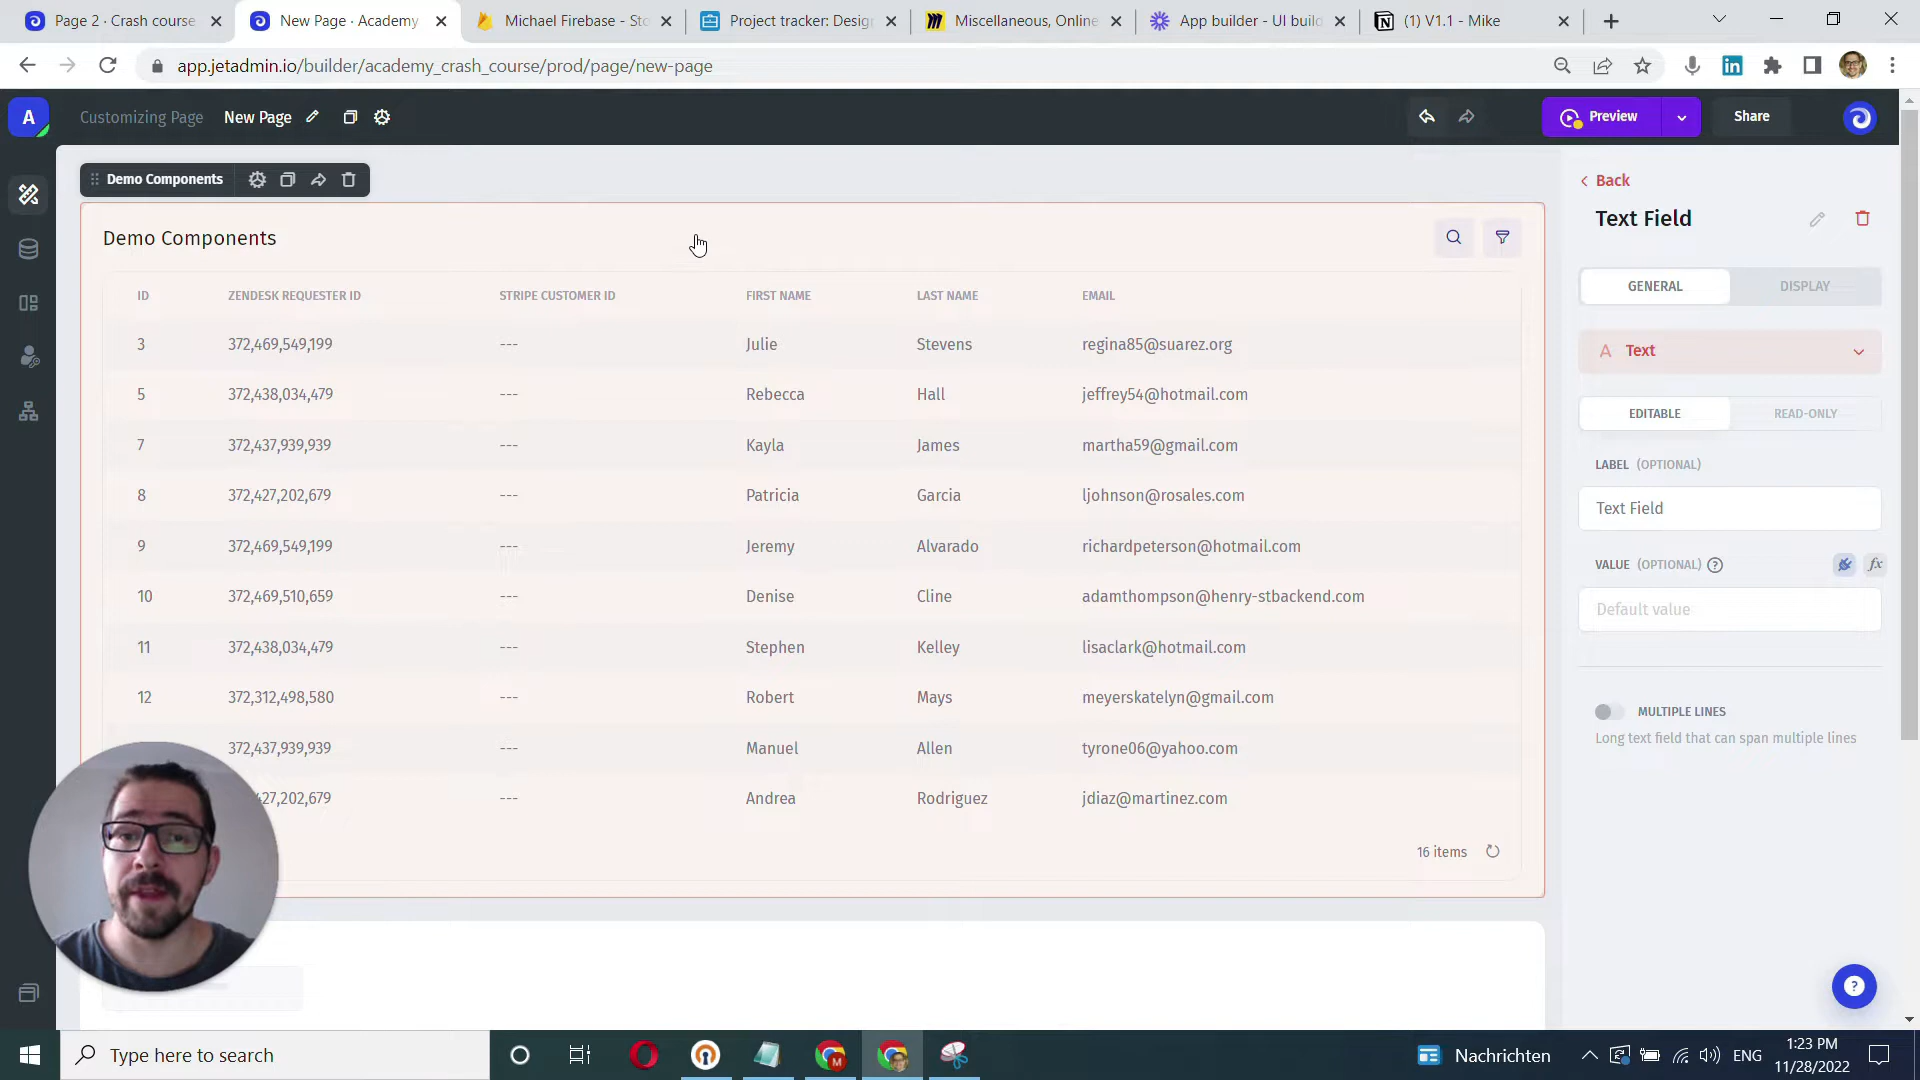 Page 2 · Crash course
New Page · Academy
Michael Firebase - Sto
Project tracker: Desig
Miscellaneous, Online
App builder - UI build
(1) V1.1 - Mike
app.jetadmin.io/builder/academy_crash_course/prod/page/new-page
A
Customizing Page
New Page
Preview
Share
Demo Components
Demo Components
ID ZENDESK REQUESTER ID STRIPE CUSTOMER ID FIRST NAME LAST NAME EMAIL
3 372,469,549,199 --- Julie Stevens regina85@suarez.org
5 372,438,034,479 --- Rebecca Hall jeffrey54@hotmail.com
7 372,437,939,939 --- Kayla James martha59@gmail.com
8 372,427,202,679 --- Patricia Garcia ljohnson@rosales.com
9 372,469,549,199 --- Jeremy Alvarado richardpeterson@hotmail.com
10 372,469,510,659 --- Denise Cline adamthompson@henry-stbackend.com
11 372,438,034,479 --- Stephen Kelley lisaclark@hotmail.com
12 372,312,498,580 --- Robert Mays meyerskatelyn@gmail.com
372,437,939,939 --- Manuel Allen tyrone06@yahoo.com
27,202,679 --- Andrea Rodriguez jdiaz@martinez.com
16 items
Back
Text Field
GENERAL DISPLAY
A Text
EDITABLE READ-ONLY
LABEL (OPTIONAL)
Text Field
VALUE (OPTIONAL) ? fx
Default value
MULTIPLE LINES
Long text field that can span multiple lines
?
Type here to search
Nachrichten
ENG
1:23 PM
11/28/2022